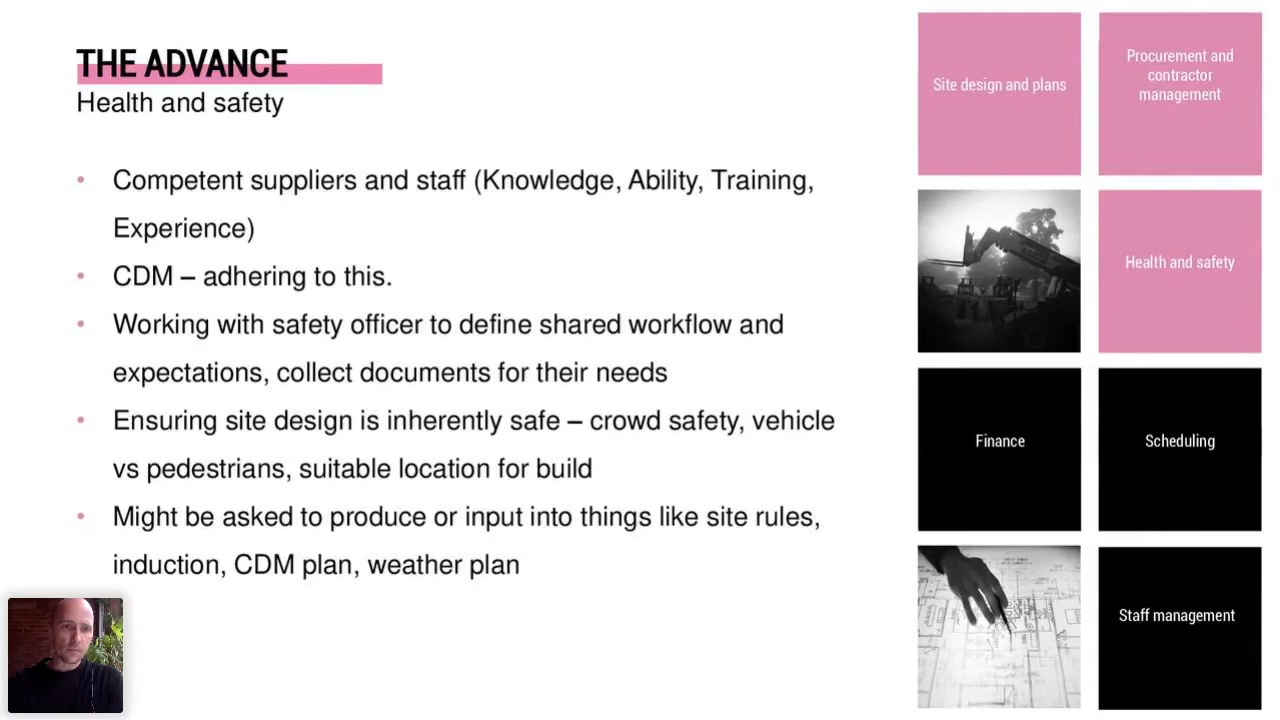 THE ADVANCE
Health and safety
• Competent suppliers and staff (Knowledge, Ability, Training,
Experience)
• CDM – adhering to this.
• Working with safety officer to define shared workflow and
expectations, collect documents for their needs
• Ensuring site design is inherently safe – crowd safety, vehicle
vs pedestrians, suitable location for build
• Might be asked to produce or input into things like site rules,
induction, CDM plan, weather plan
Site design and plans
Procurement and
contractor
management
Health and safety
Finance
Scheduling
Staff management